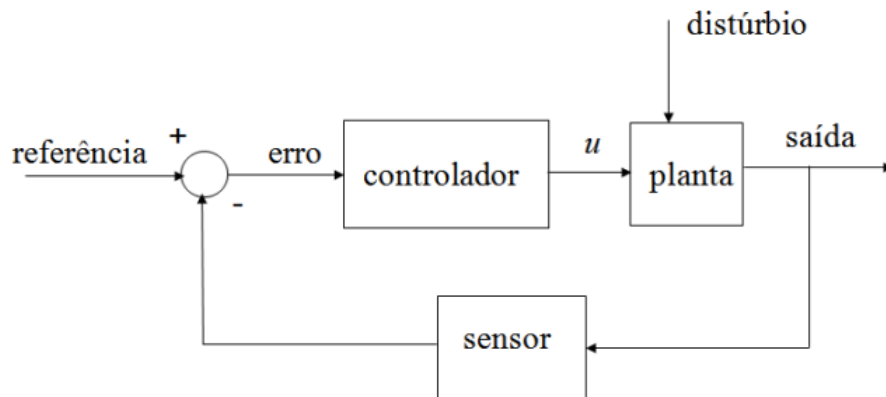 distúrbio
+
referência
erro
controlador
u
planta
saída
-
sensor